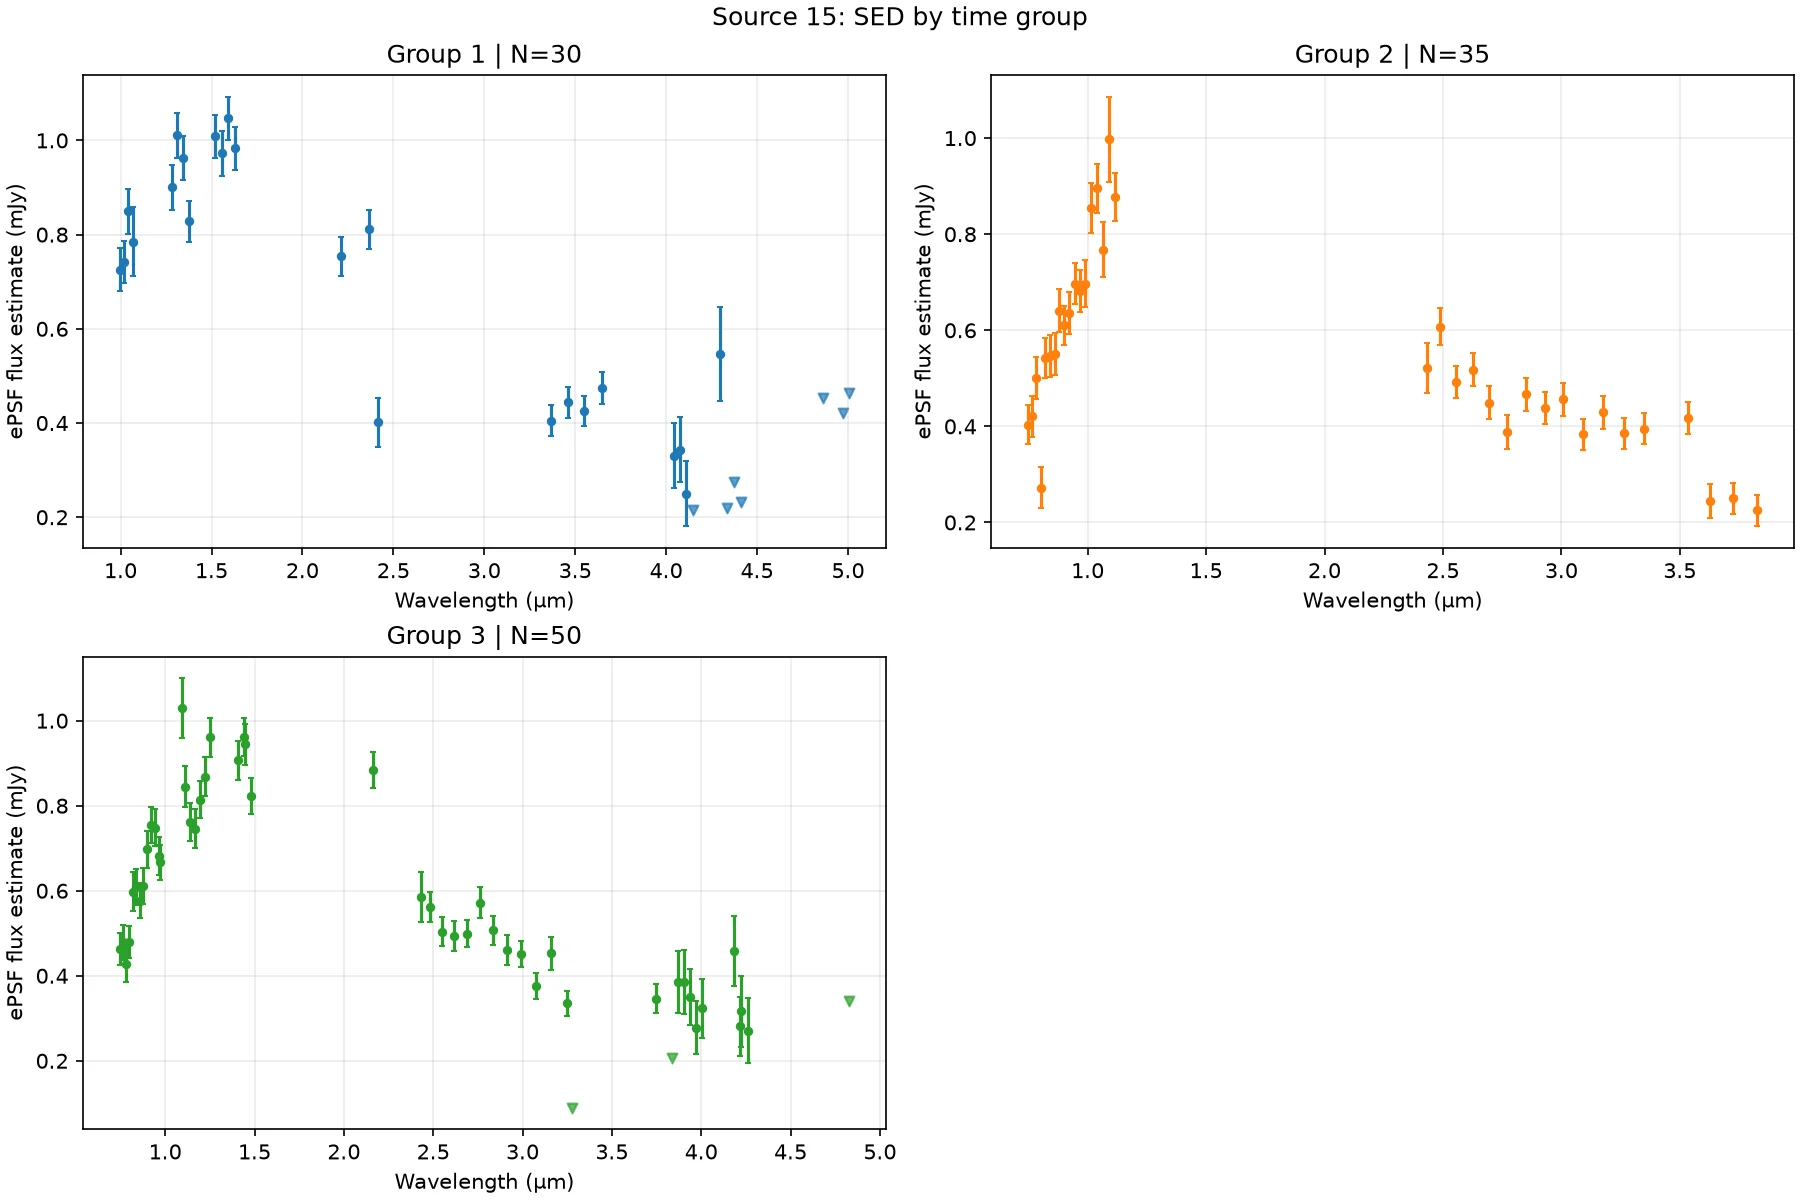 Source 15: SED by time group
Group 1 | N=30
ePSF flux estimate (mJy)
1.0
0.8
0.6
0.4
0.2
1.0 1.5 2.0 2.5 3.0 3.5 4.0 4.5 5.0
Wavelength (μm)
Group 2 | N=35
ePSF flux estimate (mJy)
1.0
0.8
0.6
0.4
0.2
1.0 1.5 2.0 2.5 3.0 3.5
Wavelength (μm)
Group 3 | N=50
ePSF flux estimate (mJy)
1.0
0.8
0.6
0.4
0.2
1.0 1.5 2.0 2.5 3.0 3.5 4.0 4.5 5.0
Wavelength (μm)